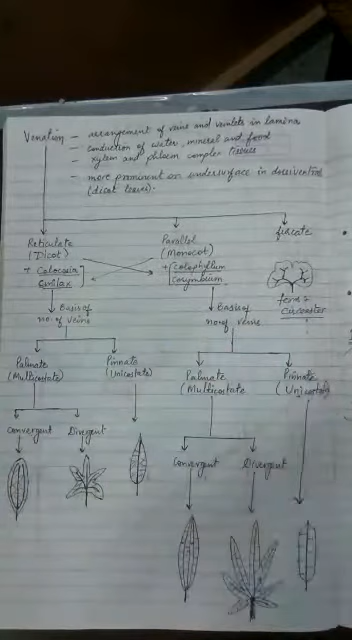 Venation – arrangement of veins and veinlets in lamina
– conduction of water, mineral and food
– xylem and phloem complex tissues
– more prominent on undersurface in dorsiventral
(dicot leaves).
Reticulate
(Dicot)
Parallel
(Monocot)
furcate
+ Colocasia
Smilax
+ Calophyllum
Corymbium
ferns
Circeaster
Basis of
no. of veins
Basis of
no. of veins
Palmate
(Multicostate)
Pinnate
(Unicostate)
Palmate
(Multicostate
Pinnate
(Unicostate)
Convergent
Divergent
Convergent
Divergent